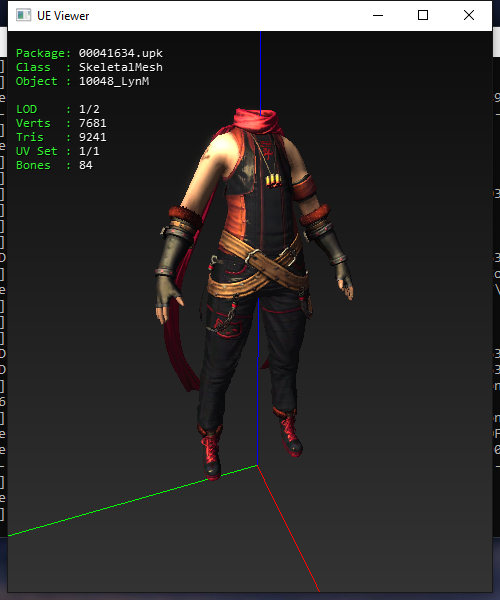 UE Viewer
Package: 00041634.upk
Class : SkeletalMesh
Object : 10048_LynM
LOD : 1/2
Verts : 7681
Tris : 9241
UV Set : 1/1
Bones : 84